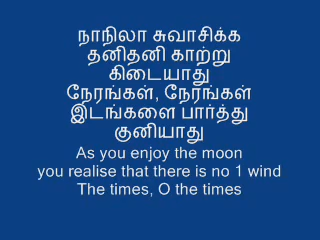 நாநிலா சுவாசிக்க
தனிதனி காற்று
கிடையாது
நேரங்கள், நேரங்கள்
இடங்களை பார்த்து
குனியாது
As you enjoy the moon
you realise that there is no 1 wind
The times, O the times